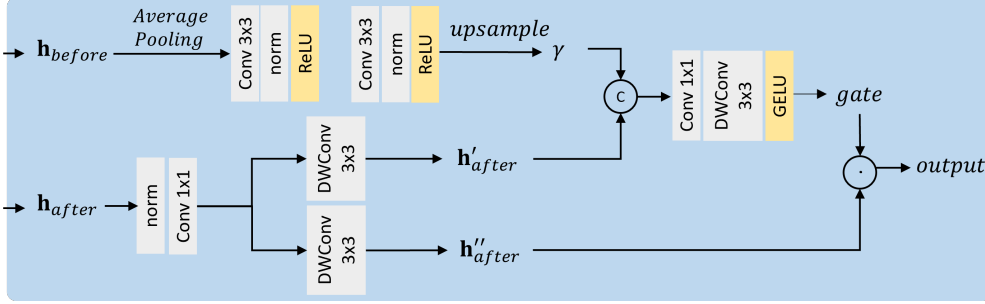 h_before
Average
Pooling
Conv 3x3
norm
ReLU
Conv 3x3
norm
ReLU
upsample
γ
C
Conv 1x1
DWConv
3x3
GELU
gate
h_after
norm
Conv 1x1
DWConv
3x3
h'_after
DWConv
3x3
h''_after
·
output